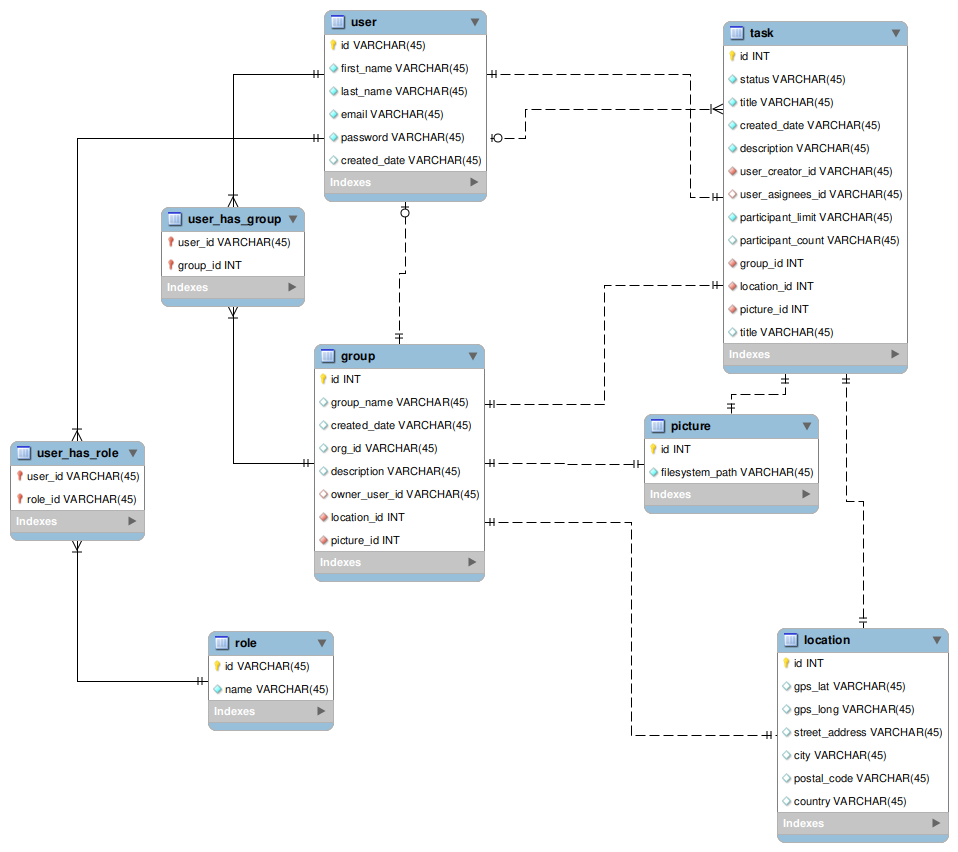 user
id VARCHAR(45)
first_name VARCHAR(45)
last_name VARCHAR(45)
email VARCHAR(45)
password VARCHAR(45)
created_date VARCHAR(45)
Indexes
task
id INT
status VARCHAR(45)
title VARCHAR(45)
created_date VARCHAR(45)
description VARCHAR(45)
user_creator_id VARCHAR(45)
user_asignees_id VARCHAR(45)
participant_limit VARCHAR(45)
participant_count VARCHAR(45)
group_id INT
location_id INT
picture_id INT
title VARCHAR(45)
Indexes
user_has_group
user_id VARCHAR(45)
group_id INT
Indexes
group
id INT
group_name VARCHAR(45)
created_date VARCHAR(45)
org_id VARCHAR(45)
description VARCHAR(45)
owner_user_id VARCHAR(45)
location_id INT
picture_id INT
Indexes
picture
id INT
filesystem_path VARCHAR(45)
Indexes
user_has_role
user_id VARCHAR(45)
role_id VARCHAR(45)
Indexes
role
id VARCHAR(45)
name VARCHAR(45)
Indexes
location
id INT
gps_lat VARCHAR(45)
gps_long VARCHAR(45)
street_address VARCHAR(45)
city VARCHAR(45)
postal_code VARCHAR(45)
country VARCHAR(45)
Indexes